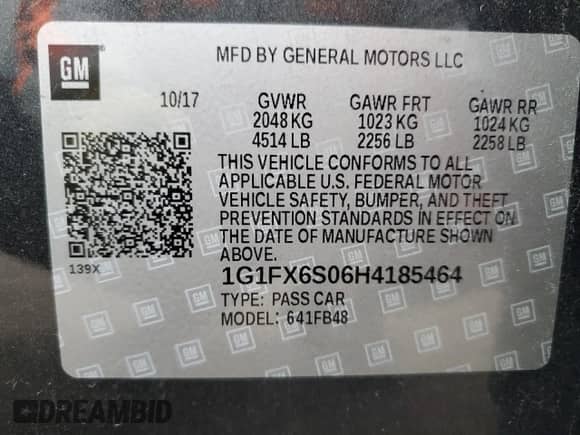 GM
MFD BY GENERAL MOTORS LLC
10/17
GVWR GAWR FRT GAWR RR
2048 KG 1023 KG 1024 KG
4514 LB 2256 LB 2258 LB
THIS VEHICLE CONFORMS TO ALL
APPLICABLE U.S. FEDERAL MOTOR
VEHICLE SAFETY, BUMPER, AND THEFT
PREVENTION STANDARDS IN EFFECT ON
THE DATE OF MANUFACTURE SHOWN
ABOVE.
139X
1G1FX6S06H4185464
TYPE: PASS CAR
MODEL: 641FB48
DREAMBID